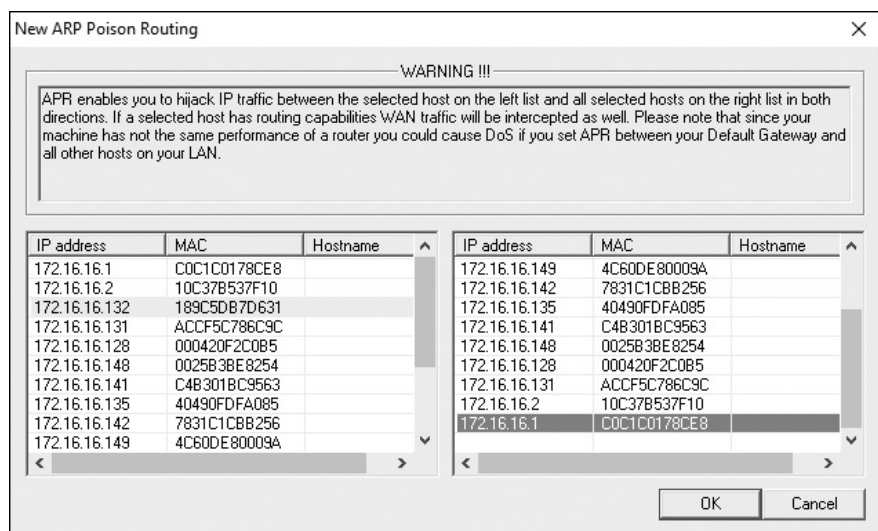 New ARP Poison Routing
WARNING !!!
APR enables you to hijack IP traffic between the selected host on the left list and all selected hosts on the right list in both
directions. If a selected host has routing capabilities WAN traffic will be intercepted as well. Please note that since your
machine has not the same performance of a router you could cause DoS if you set APR between your Default Gateway and
all other hosts on your LAN.
IP address MAC Hostname
172.16.16.1 C0C1C0178CE8
172.16.16.2 10C37B537F10
172.16.16.132 189C5DB7D631
172.16.16.131 ACCF5C786C9C
172.16.16.128 000420F2C0B5
172.16.16.148 0025B3BE8254
172.16.16.141 C4B301BC9563
172.16.16.135 40490FDFA085
172.16.16.142 7831C1CBB256
172.16.16.149 4C60DE80009A
IP address MAC Hostname
172.16.16.149 4C60DE80009A
172.16.16.142 7831C1CBB256
172.16.16.135 40490FDFA085
172.16.16.141 C4B301BC9563
172.16.16.148 0025B3BE8254
172.16.16.128 000420F2C0B5
172.16.16.131 ACCF5C786C9C
172.16.16.2 10C37B537F10
172.16.16.1 C0C1C0178CE8
OK Cancel